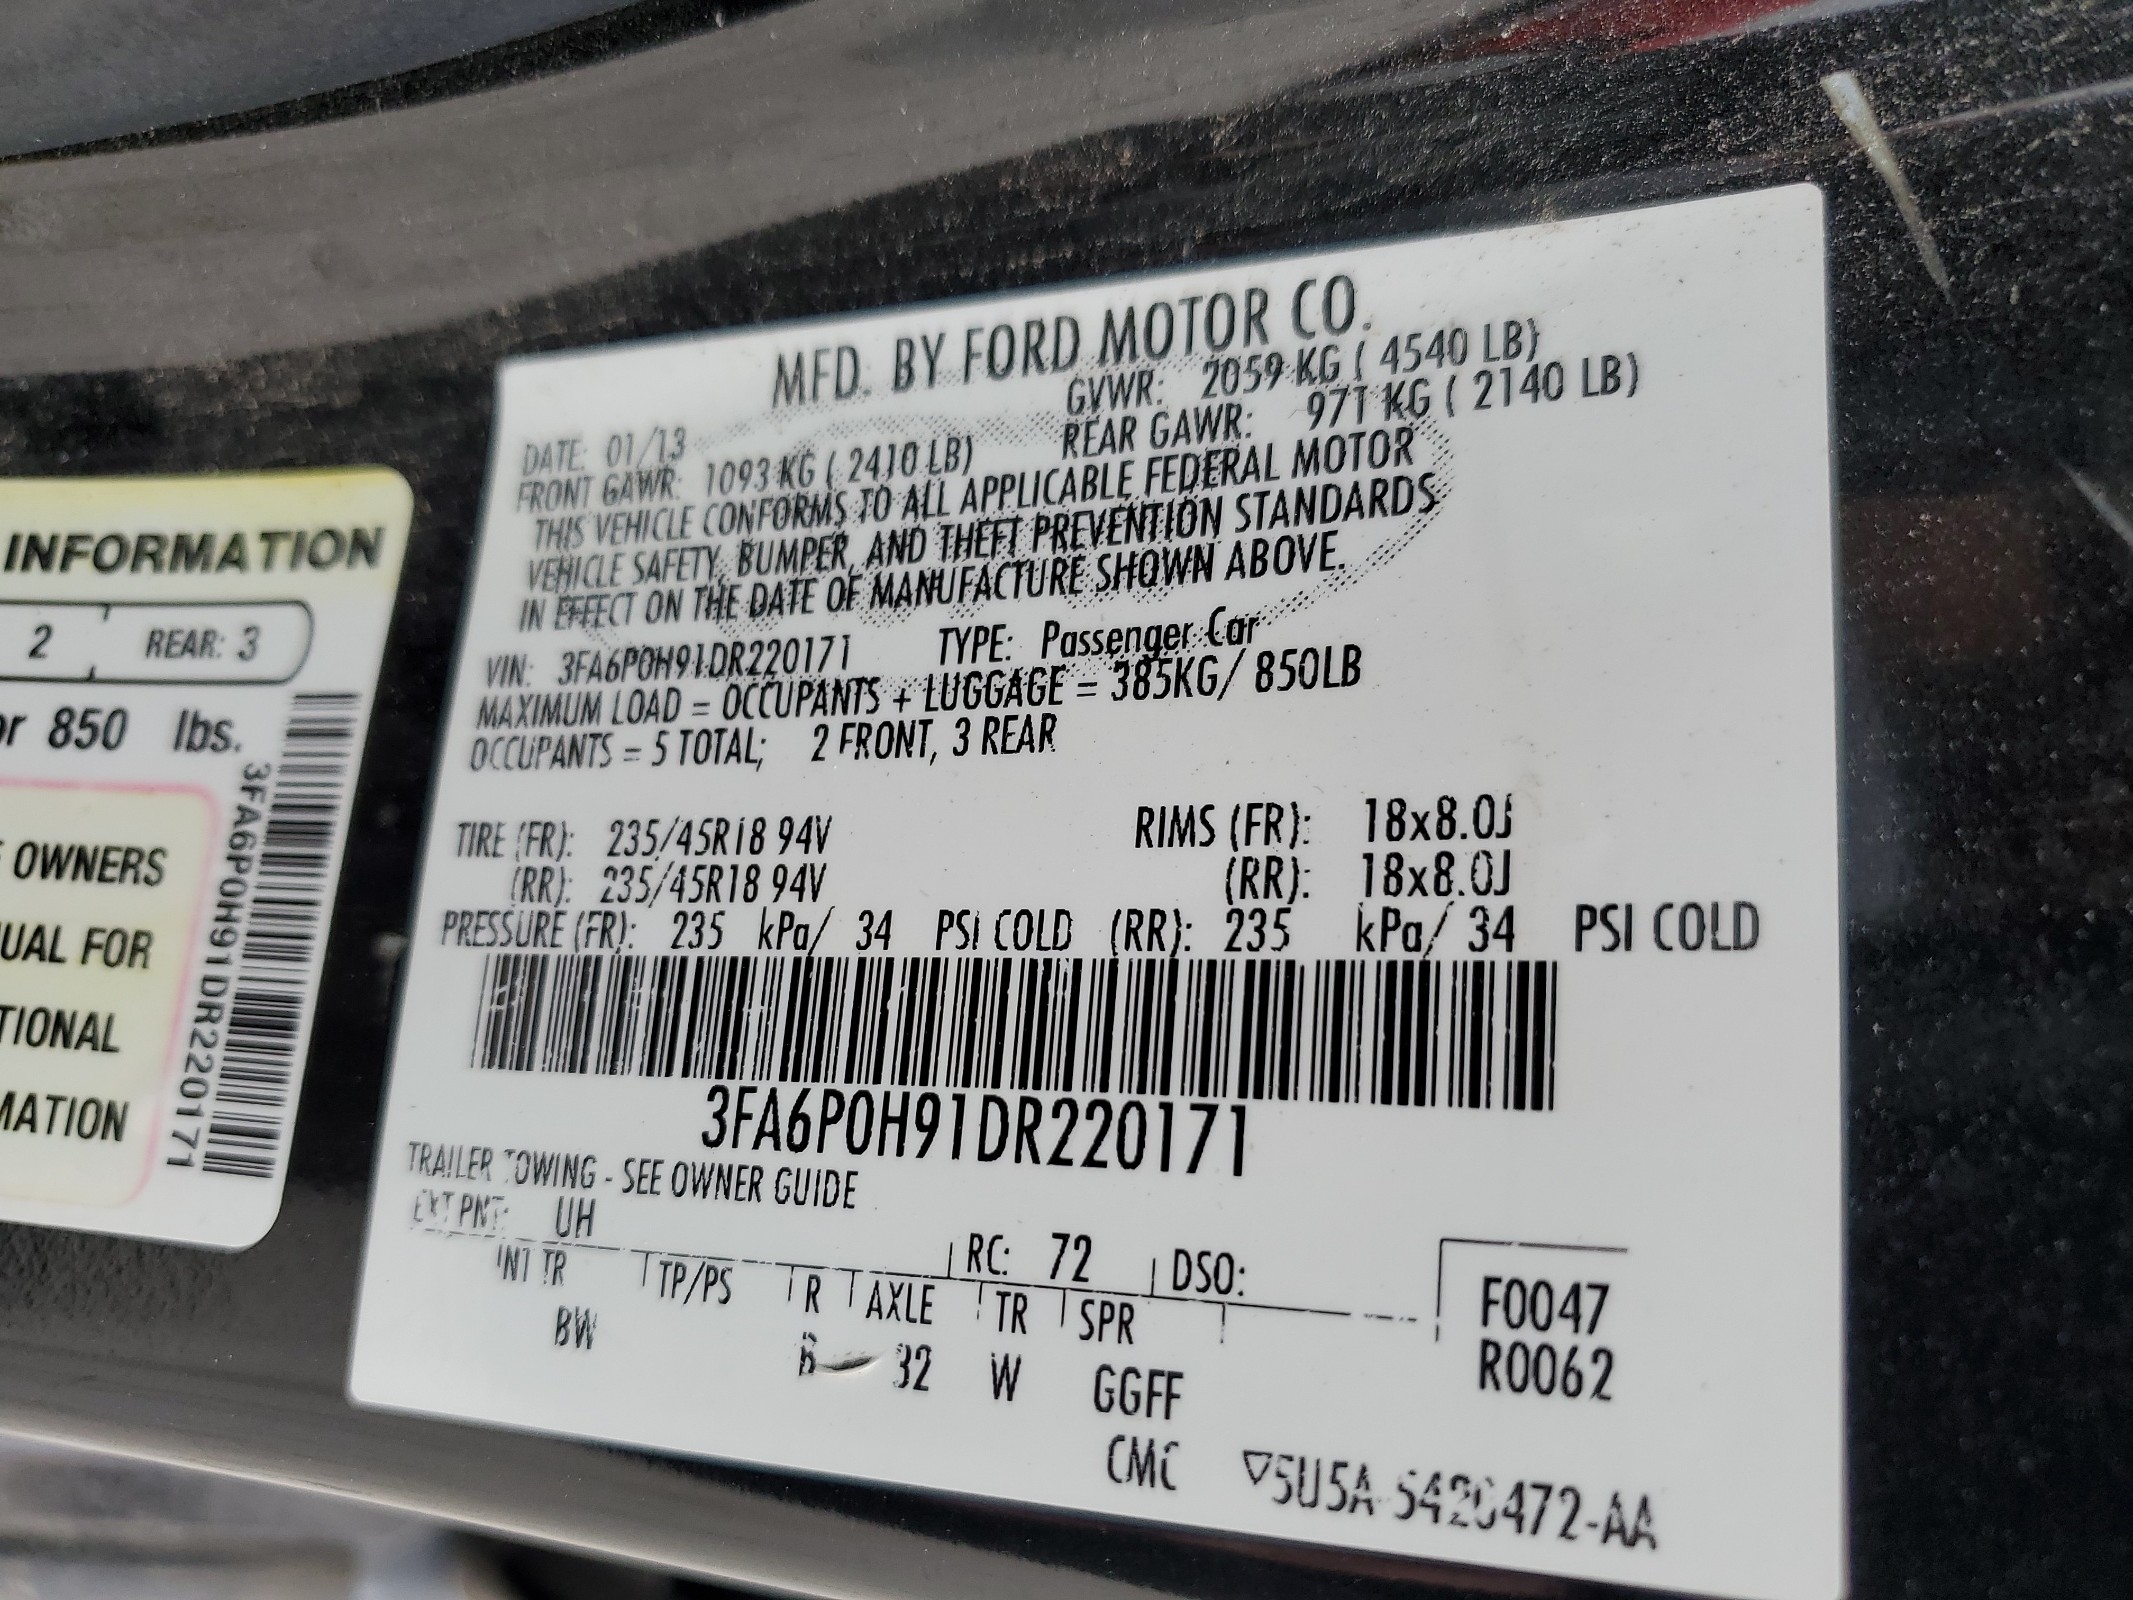 INFORMATION
2 REAR: 3
or 850 lbs.
OWNERS
UAL FOR
TIONAL
MATION
3FA6P0H91DR220171
MFD. BY FORD MOTOR CO.
DATE: 01/13 GVWR: 2059 KG ( 4540 LB)
FRONT GAWR: 1093 KG ( 2410 LB) REAR GAWR: 971 KG ( 2140 LB)
THIS VEHICLE CONFORMS TO ALL APPLICABLE FEDERAL MOTOR
VEHICLE SAFETY, BUMPER, AND THEFT PREVENTION STANDARDS
IN EFFECT ON THE DATE OF MANUFACTURE SHOWN ABOVE.
VIN: 3FA6P0H91DR220171 TYPE: Passenger Car
MAXIMUM LOAD = OCCUPANTS + LUGGAGE = 385KG/ 850LB
OCCUPANTS = 5 TOTAL; 2 FRONT, 3 REAR
TIRE (FR): 235/45R18 94V RIMS (FR): 18x8.0J
(RR): 235/45R18 94V (RR): 18x8.0J
PRESSURE (FR): 235 kPa/ 34 PSI COLD (RR): 235 kPa/ 34 PSI COLD
3FA6P0H91DR220171
TRAILER TOWING - SEE OWNER GUIDE
EXT PNT: UH RC: 72 DSO:
INT TR TP/PS R AXLE TR SPR F0047
BW 32 W GGFF R0062
CMC ▽5U5A-5420472-AA